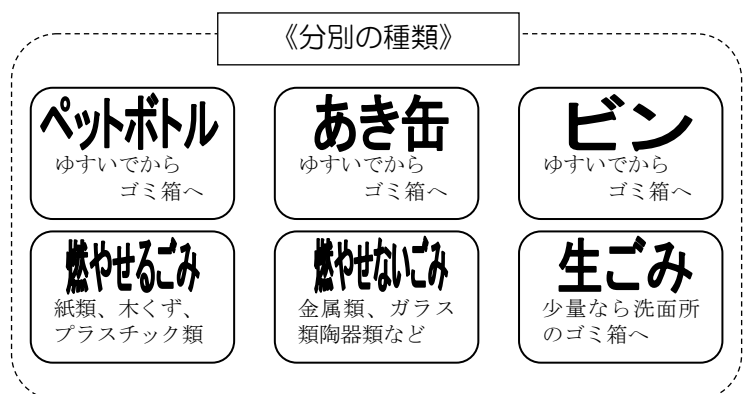 《分別の種類》
ペットボトル
ゆすいでから
ゴミ箱へ
あき缶
ゆすいでから
ゴミ箱へ
ビン
ゆすいでから
ゴミ箱へ
燃やせるごみ
紙類、木くず、
プラスチック類
燃やせないごみ
金属類、ガラス
類陶器類など
生ごみ
少量なら洗面所
のゴミ箱へ